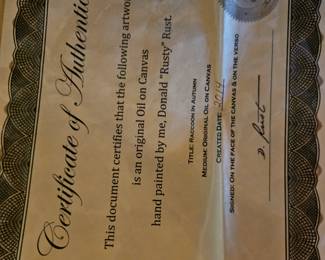 Certificate of Authentic
This document certifies that the following artwor
is an original Oil on Canvas
hand painted by me, Donald "Rusty" Rust.
Title: Raccoon in Autumn
Medium: Original Oil on Canvas
Created Date: 2014
Signed: On the face of the canvas & on the verso
D. Rust